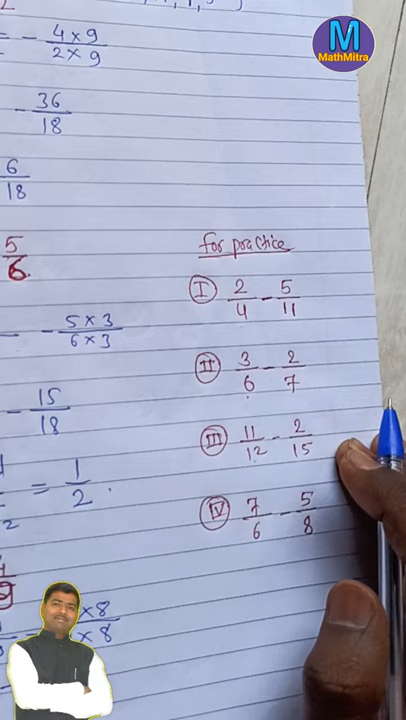 = - 4 × 9 / 2 × 9
M
MathMitra
- 36/18
6/18
5/6
for practice
I 2/4 - 5/11
- 5 × 3 / 6 × 3
II 3/6 - 2/7
- 15/18
III 11/12 - 2/15
= 1/2 .
IV 7/6 - 5/8
× 8
× 8